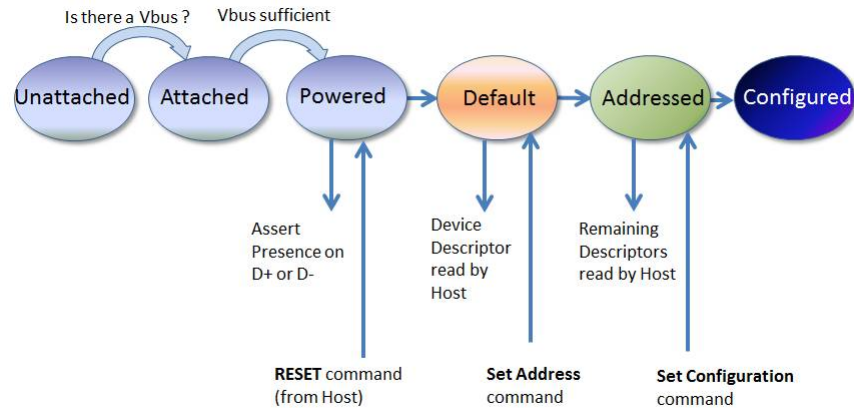 Is there a Vbus ?
Vbus sufficient
Unattached
Attached
Powered
Default
Addressed
Configured
Assert
Presence on
D+ or D-
Device
Descriptor
read by
Host
Remaining
Descriptors
read by Host
RESET command
(from Host)
Set Address
command
Set Configuration
command